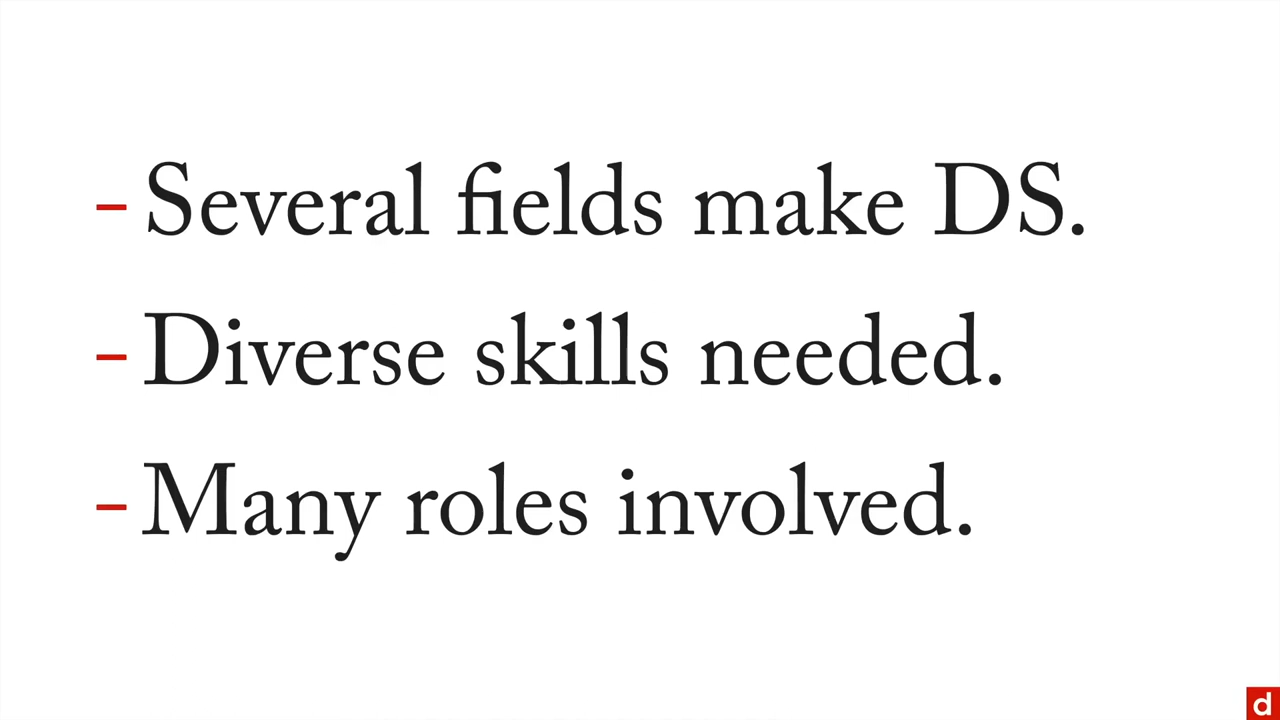 – Several fields make DS.
– Diverse skills needed.
– Many roles involved.
d